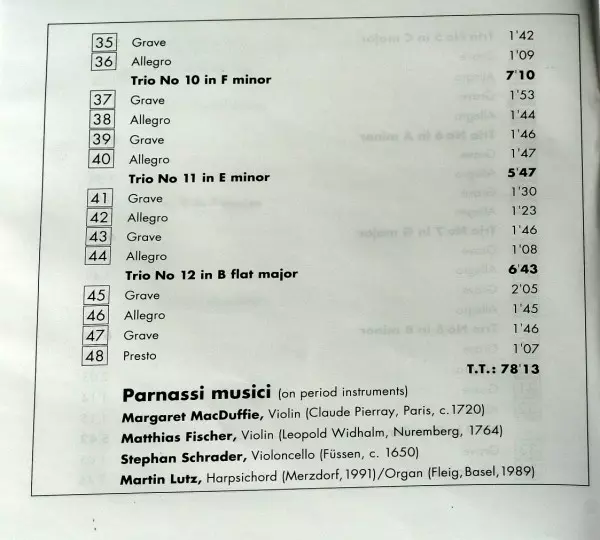 35 Grave 1'42
36 Allegro 1'09
Trio No 10 in F minor 7'10
37 Grave 1'53
38 Allegro 1'44
39 Grave 1'46
40 Allegro 1'47
Trio No 11 in E minor 5'47
41 Grave 1'30
42 Allegro 1'23
43 Grave 1'46
44 Allegro 1'08
Trio No 12 in B flat major 6'43
45 Grave 2'05
46 Allegro 1'45
47 Grave 1'46
48 Presto 1'07
T.T.: 78'13
Parnassi musici (on period instruments)
Margaret MacDuffie, Violin (Claude Pierray, Paris, c.1720)
Matthias Fischer, Violin (Leopold Widhalm, Nuremberg, 1764)
Stephan Schrader, Violoncello (Füssen, c. 1650)
Martin Lutz, Harpsichord (Merzdorf,1991)/Organ (Fleig,Basel,1989)